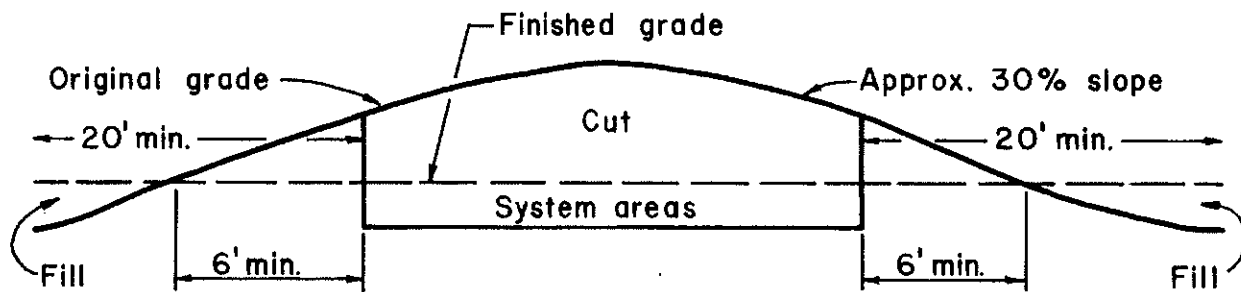 Finished grade
Original grade
Approx. 30% slope
20' min.
Cut
20' min.
System areas
6' min.
6' min.
Fill
Fill